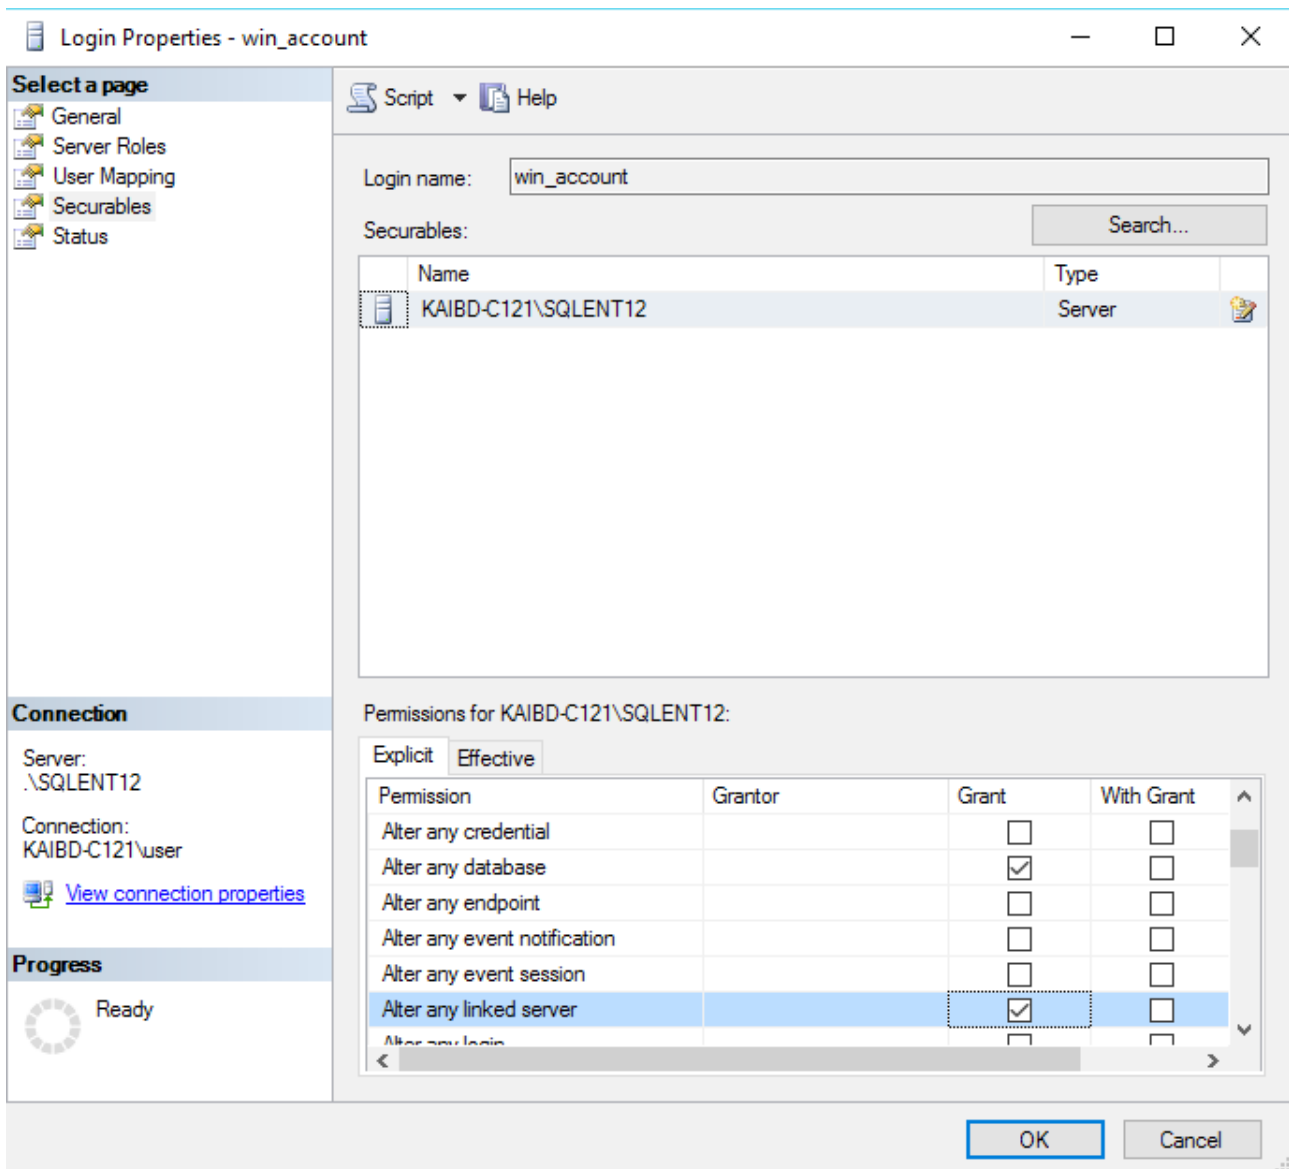 Login Properties - win_account
Select a page
General
Server Roles
User Mapping
Securables
Status
Script Help
Login name: win_account
Securables: Search...
Name Type
KAIBD-C121\SQLENT12 Server
Connection
Server:
.\SQLENT12
Connection:
KAIBD-C121\user
View connection properties
Progress
Ready
Permissions for KAIBD-C121\SQLENT12:
Explicit Effective
Permission Grantor Grant With Grant
Alter any credential
Alter any database
Alter any endpoint
Alter any event notification
Alter any event session
Alter any linked server
Alter any login
OK Cancel